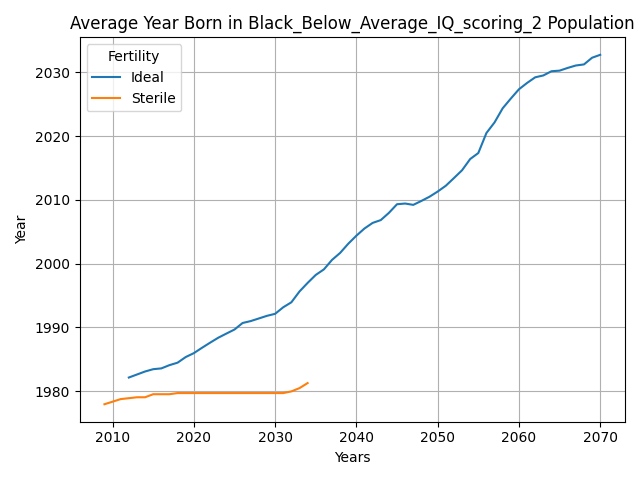 Average Year Born in Black_Below_Average_IQ_scoring_2 Population
Fertility
Ideal
Sterile
Year
2030
2020
2010
2000
1990
1980
2010 2020 2030 2040 2050 2060 2070
Years